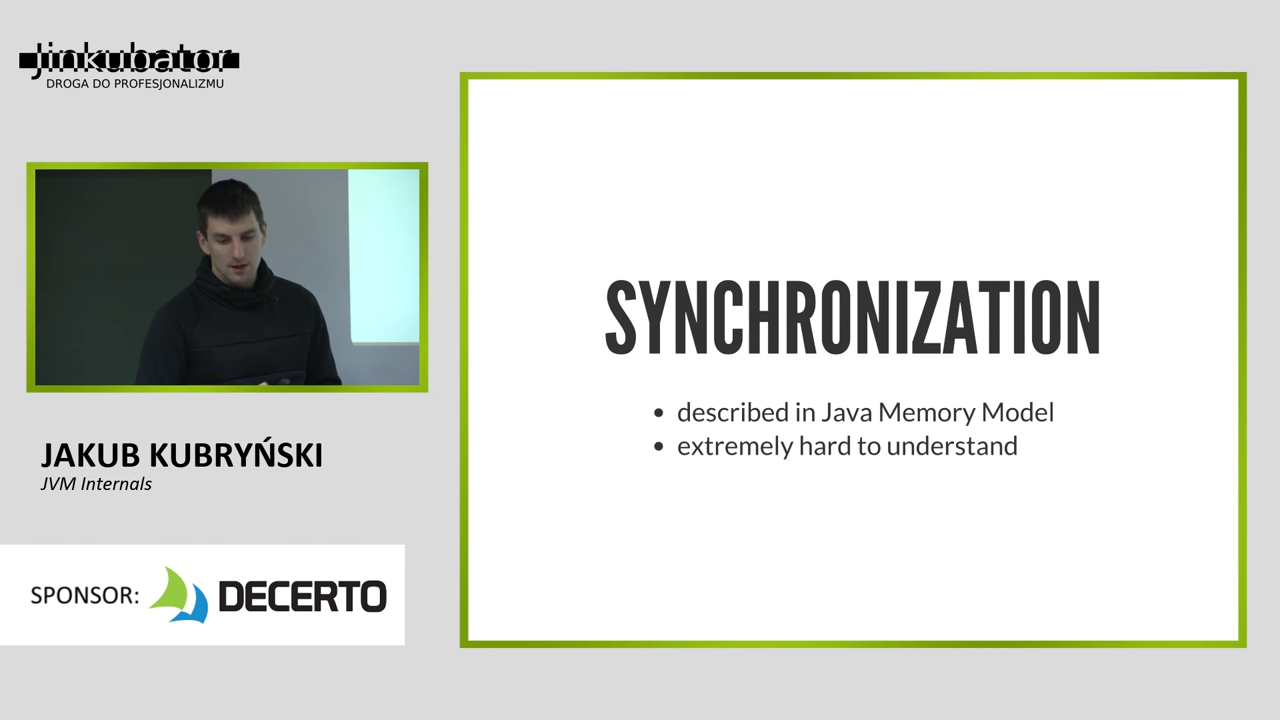 Jinkubator
DROGA DO PROFESJONALIZMU
JAKUB KUBRYŃSKI
JVM Internals
SPONSOR: DECERTO
SYNCHRONIZATION
• described in Java Memory Model
• extremely hard to understand